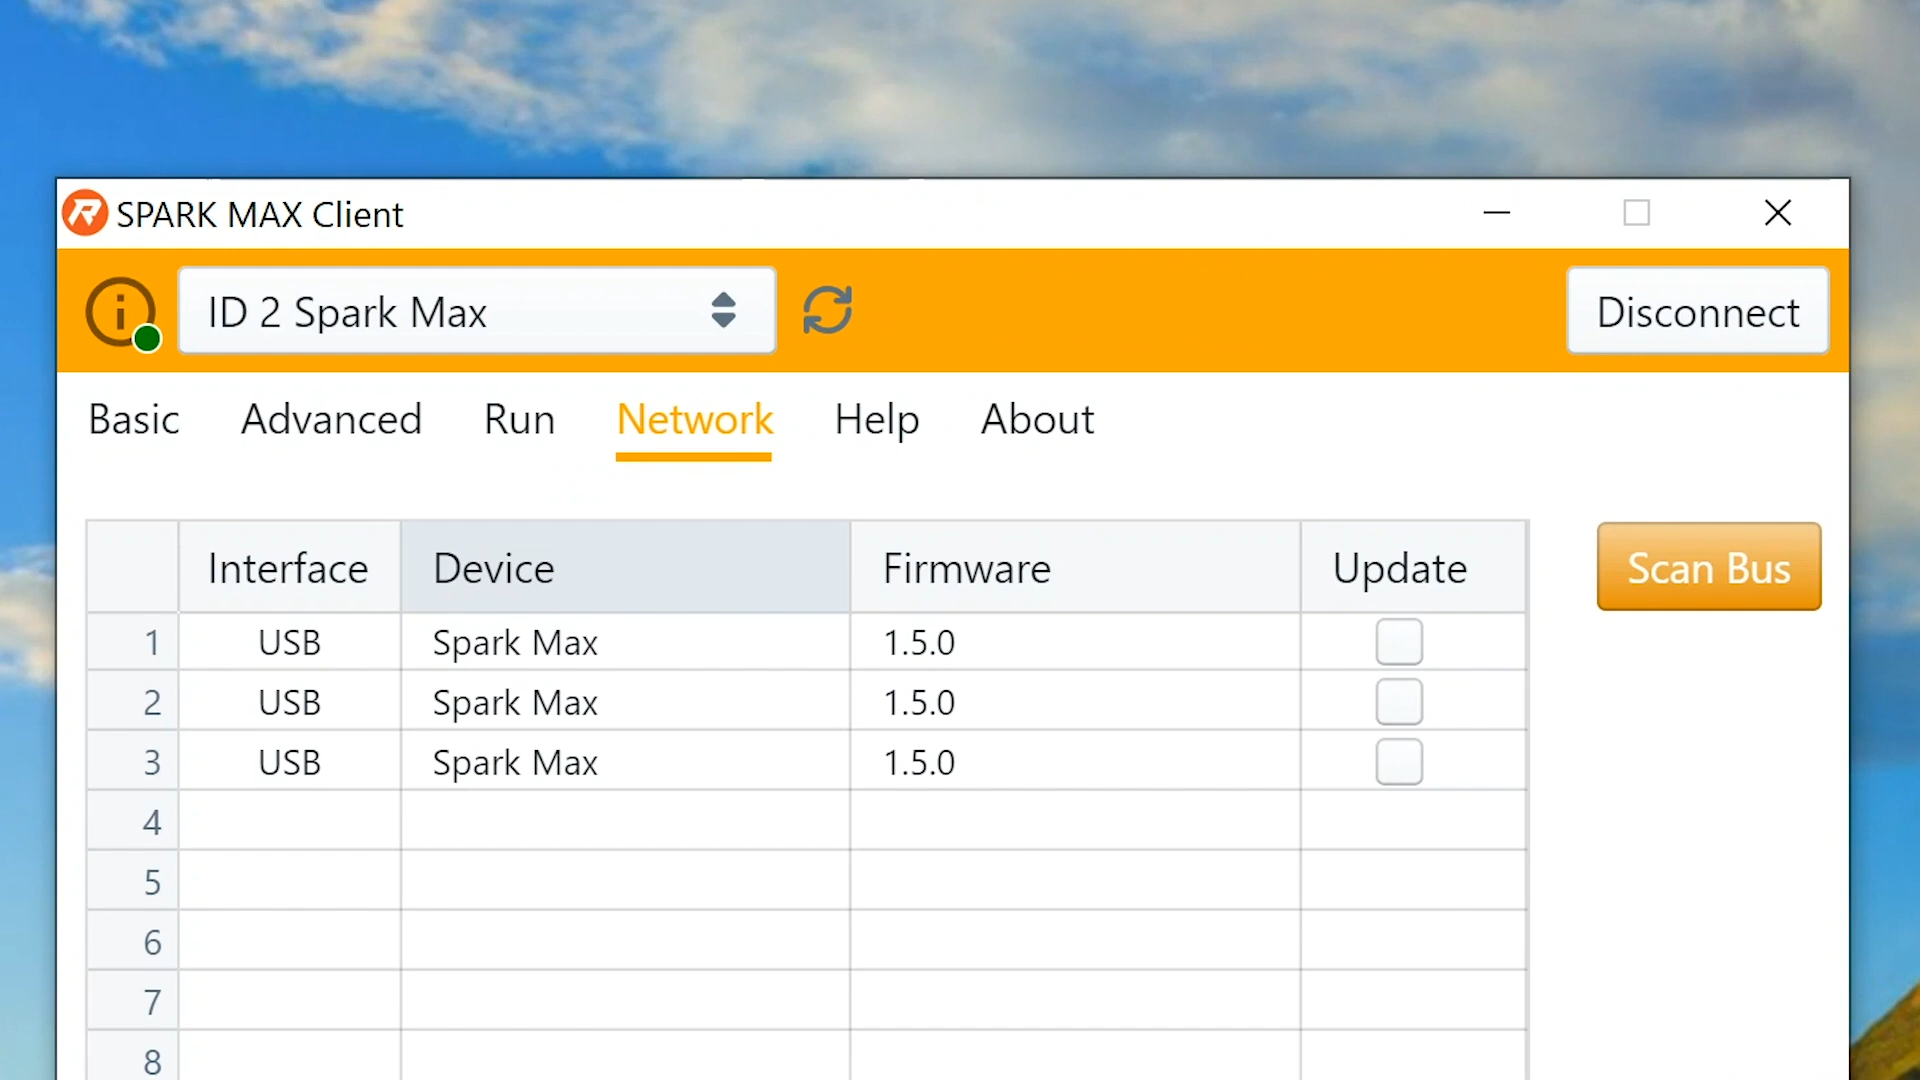 SPARK MAX Client
ID 2 Spark Max
Disconnect
Basic Advanced Run Network Help About
Interface Device Firmware Update
Scan Bus
1 USB Spark Max 1.5.0
2 USB Spark Max 1.5.0
3 USB Spark Max 1.5.0
4
5
6
7
8